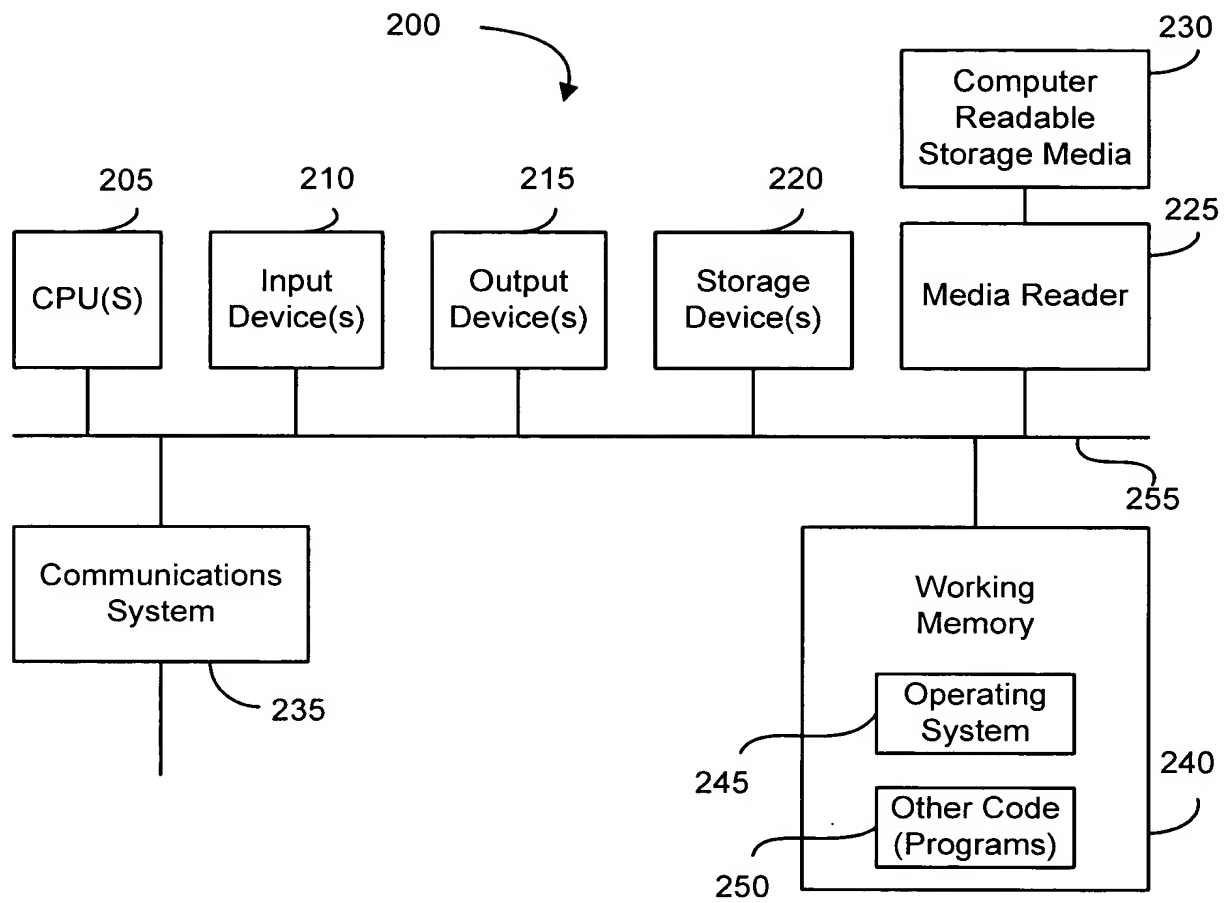 200
230
Computer
Readable
Storage Media
205
210
215
220
225
CPU(S)
Input
Device(s)
Output
Device(s)
Storage
Device(s)
Media Reader
255
Communications
System
235
Working
Memory
Operating
System
245
240
Other Code
(Programs)
250